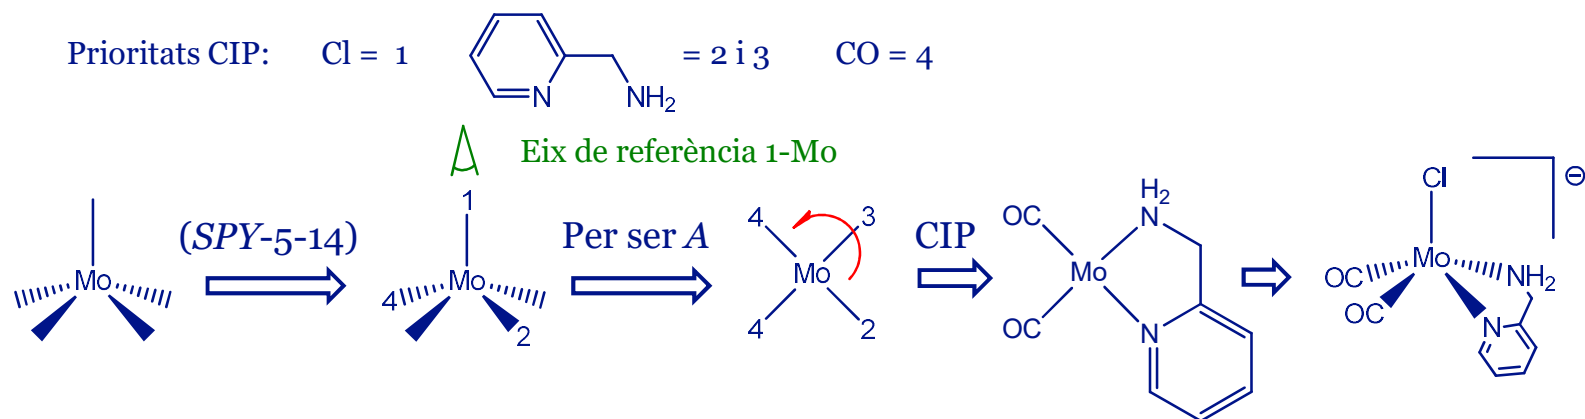 Prioritats CIP: Cl = 1 N NH2 = 2 i 3 CO = 4
Eix de referència 1-Mo
(SPY-5-14) Per ser A CIP
Mo
1 Mo 4 2
4 3 Mo 4 2
H2 N OC Mo OC N
Cl Mo OC OC NH2 N ⊖